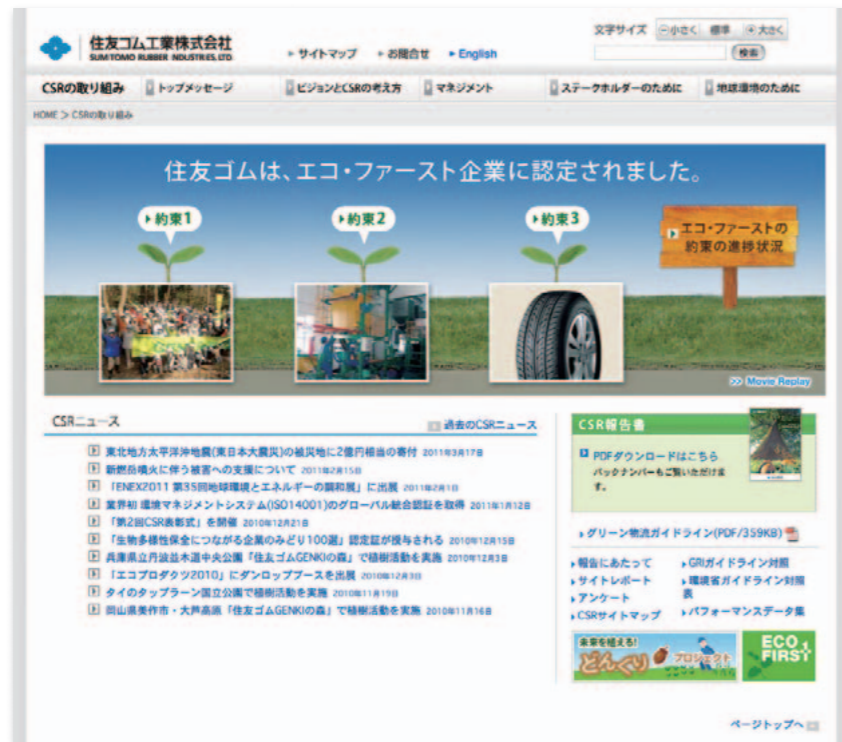 住友ゴム工業株式会社
SUMITOMO RUBBER INDUSTRIES, LTD.
サイトマップ お問合せ English
文字サイズ 小さく 標準 大きく
検索
CSRの取り組み トップメッセージ ビジョンとCSRの考え方 マネジメント ステークホルダーのために 地球環境のために
HOME > CSRの取り組み
住友ゴムは、エコ・ファースト企業に認定されました。
約束1 約束2 約束3
エコ・ファーストの
約束の進捗状況
>> Movie Replay
CSRニュース 過去のCSRニュース
東北地方太平洋沖地震(東日本大震災)の被災地に2億円相当の寄付 2011年3月17日
新燃岳噴火に伴う被害への支援について 2011年2月15日
「ENEX2011 第35回地球環境とエネルギーの調和展」に出展 2011年2月1日
業界初 環境マネジメントシステム(ISO14001)のグローバル統合認証を取得 2011年1月12日
「第2回CSR表彰式」を開催 2010年12月21日
「生物多様性保全につながる企業のみどり100選」認定証が授与される 2010年12月15日
兵庫県立丹波並木道中央公園「住友ゴムGENKIの森」で植樹活動を実施 2010年12月3日
「エコプロダクツ2010」にダンロップブースを出展 2010年12月3日
タイのタップラーン国立公園で植樹活動を実施 2010年11月19日
岡山県美作市・大芦高原「住友ゴムGENKIの森」で植樹活動を実施 2010年11月16日
CSR報告書
PDFダウンロードはこちら
バックナンバーもご覧いただけま
す。
グリーン物流ガイドライン(PDF/359KB)
報告にあたって
サイトレポート
アンケート
CSRサイトマップ
GRIガイドライン対照
環境省ガイドライン対照
表
パフォーマンスデータ集
未来を植える!
どんぐりプロジェクト
ECO
FIRST
ページトップへ